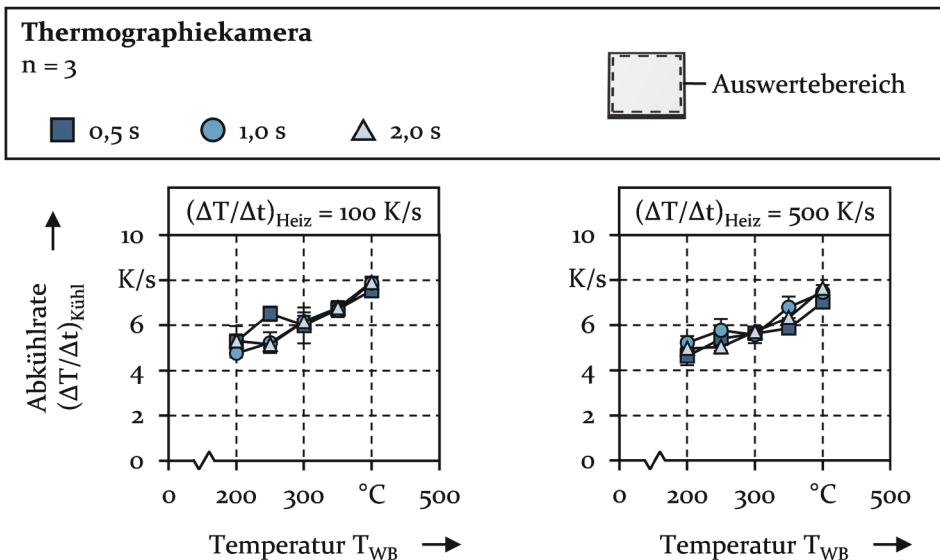 Thermographiekamera
n = 3
0,5 s 1,0 s 2,0 s
Auswertebereich
Abkühlrate
(ΔT/Δt)Kühl
(ΔT/Δt)Heiz = 100 K/s
10
K/s
6
4
2
0
0 200 300 °C 500
Temperatur TWB
(ΔT/Δt)Heiz = 500 K/s
10
K/s
6
4
2
0
0 200 300 °C 500
Temperatur TWB